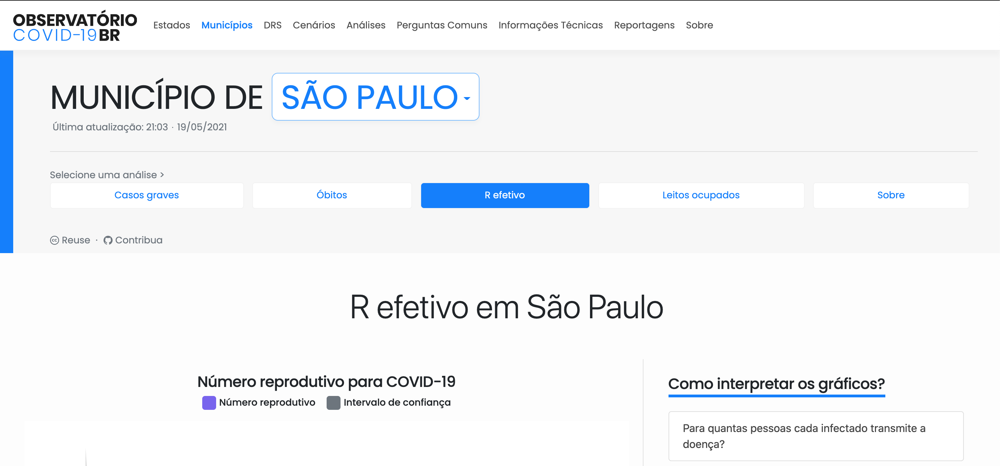 OBSERVATÓRIO
COVID-19 BR
Estados Municípios DRS Cenários Análises Perguntas Comuns Informações Técnicas Reportagens Sobre
MUNICÍPIO DE SÃO PAULO
Última atualização: 21:03 · 19/05/2021
Selecione uma análise >
Casos graves Óbitos R efetivo Leitos ocupados Sobre
cc Reuse · Contribua
R efetivo em São Paulo
Número reprodutivo para COVID-19
Número reprodutivo Intervalo de confiança
Como interpretar os gráficos?
Para quantas pessoas cada infectado transmite a
doença?